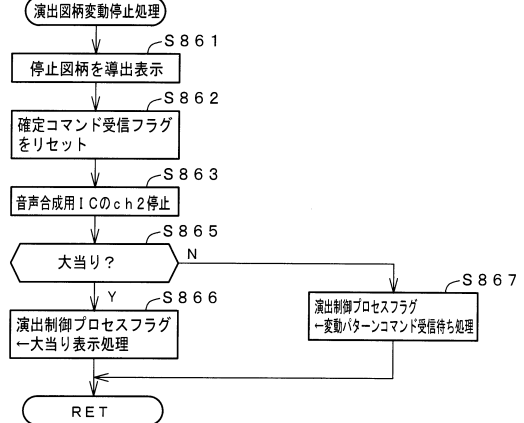 演出図柄変動停止処理
S861
停止図柄を導出表示
S862
確定コマンド受信フラグ
をリセット
S863
音声合成用ICのch2停止
S865
大当り?
N
Y
S866
演出制御プロセスフラグ
←大当り表示処理
S867
演出制御プロセスフラグ
←変動パターンコマンド受信待ち処理
RET